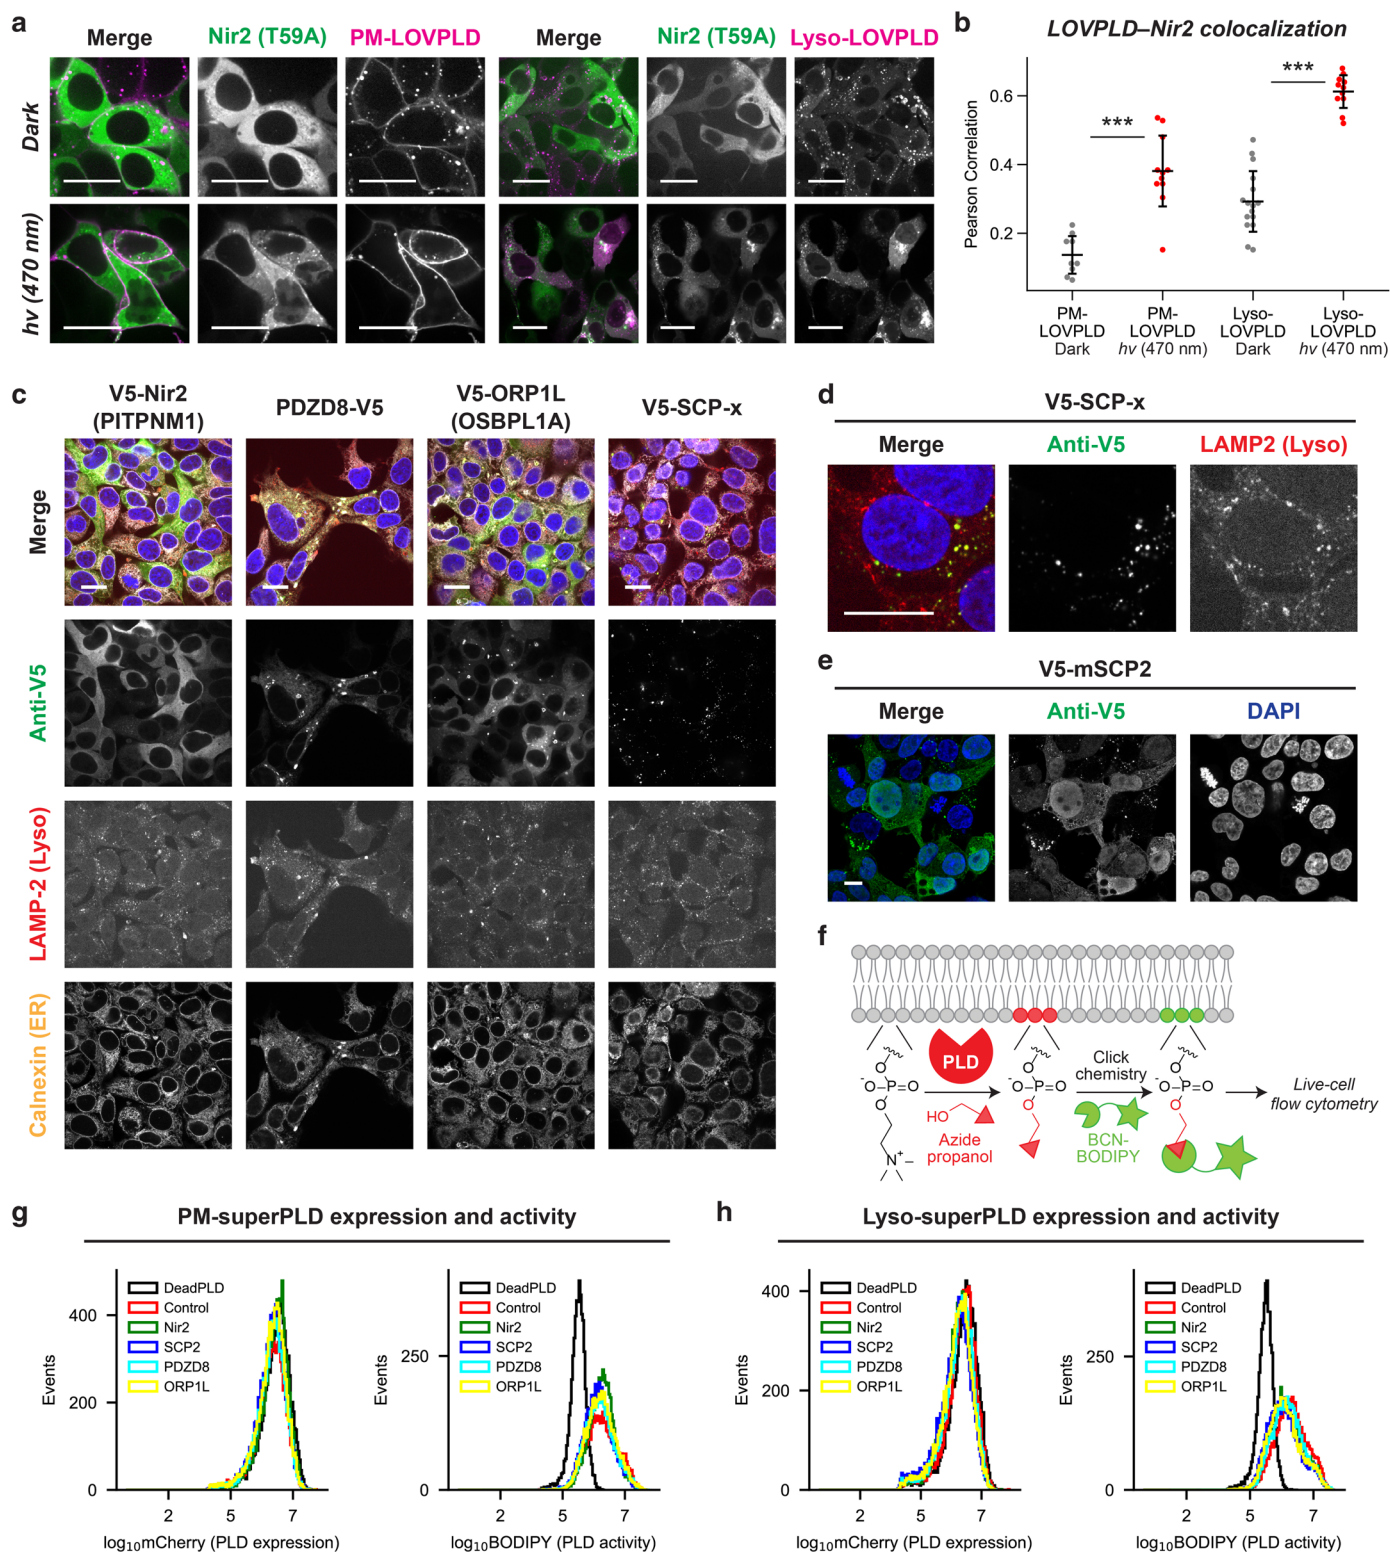 a
Merge
Nir2 (T59A)
PM-LOVPLD
Merge
Nir2 (T59A)
Lyso-LOVPLD
Dark
hv (470 nm)
b
LOVPLD–Nir2 colocalization
Pearson Correlation
0.6
0.4
0.2
***
***
PM-
LOVPLD
Dark
PM-
LOVPLD
hv (470 nm)
Lyso-
LOVPLD
Dark
Lyso-
LOVPLD
hv (470 nm)
c
V5-Nir2
(PITPNM1)
PDZD8-V5
V5-ORP1L
(OSBPL1A)
V5-SCP-x
Merge
Anti-V5
LAMP-2 (Lyso)
Calnexin (ER)
d
V5-SCP-x
Merge
Anti-V5
LAMP2 (Lyso)
e
V5-mSCP2
Merge
Anti-V5
DAPI
f
O
-O–P=O
O
N+
PLD
HO
Azide
propanol
O
-O–P=O
O
Click
chemistry
BCN-
BODIPY
O
-O–P=O
O
Live-cell
flow cytometry
g
PM-superPLD expression and activity
Events
400
200
0
DeadPLD
Control
Nir2
SCP2
PDZD8
ORP1L
2
5
7
log10mCherry (PLD expression)
Events
250
0
DeadPLD
Control
Nir2
SCP2
PDZD8
ORP1L
2
5
7
log10BODIPY (PLD activity)
h
Lyso-superPLD expression and activity
Events
400
200
0
DeadPLD
Control
Nir2
SCP2
PDZD8
ORP1L
2
5
7
log10mCherry (PLD expression)
Events
250
0
DeadPLD
Control
Nir2
SCP2
PDZD8
ORP1L
2
5
7
log10BODIPY (PLD activity)